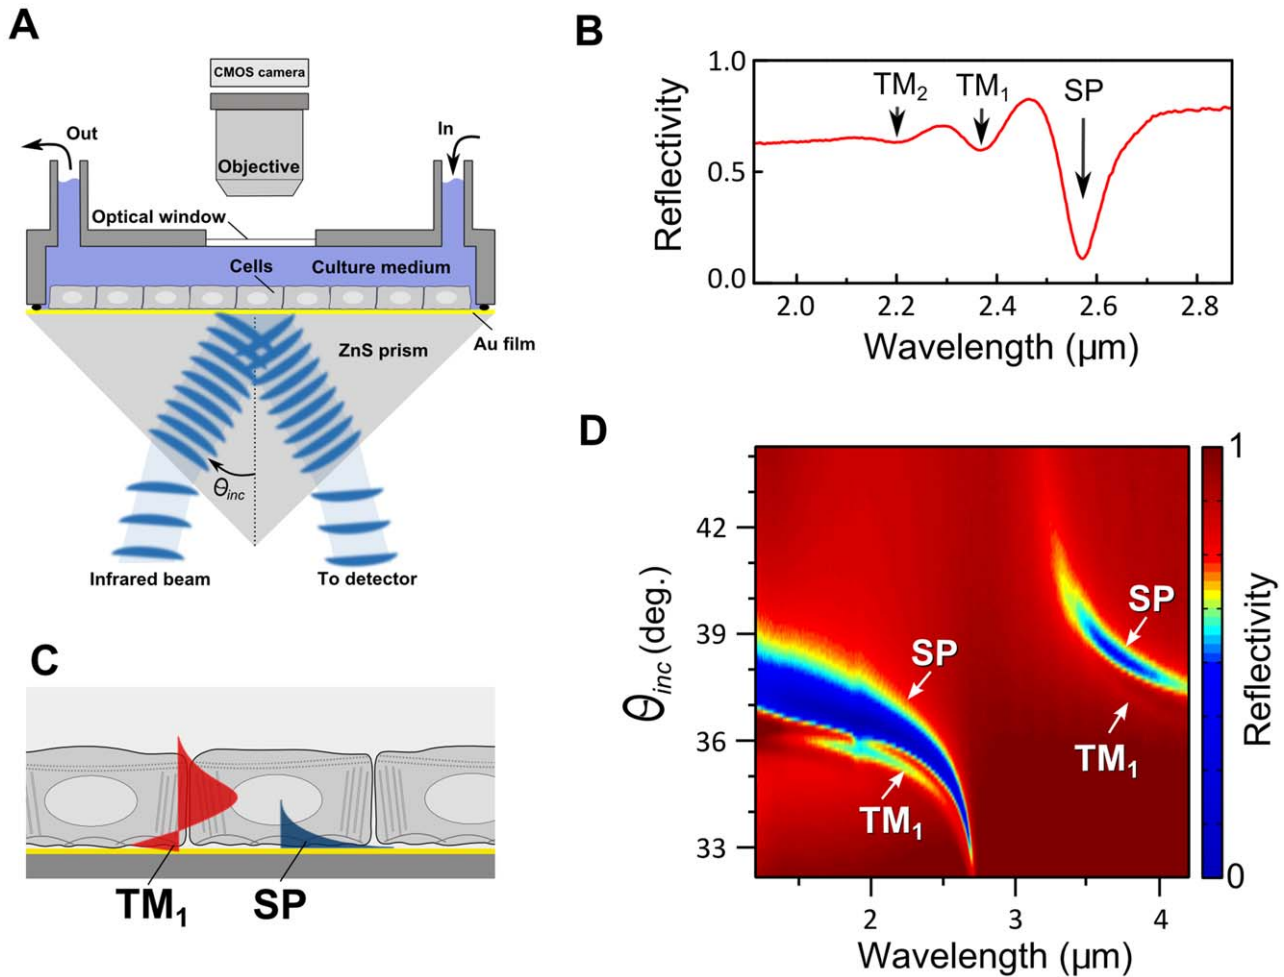 A
CMOS camera
Out
In
Objective
Optical window
Cells
Culture medium
ZnS prism
Au film
Θinc
Infrared beam
To detector
B
1.0
0.5
0.0
Reflectivity
TM2
TM1
SP
2.0 2.2 2.4 2.6 2.8
Wavelength (μm)
C
TM1
SP
D
42
39
36
33
Θinc (deg.)
SP
TM1
SP
TM1
2 3 4
Wavelength (μm)
1
0
Reflectivity